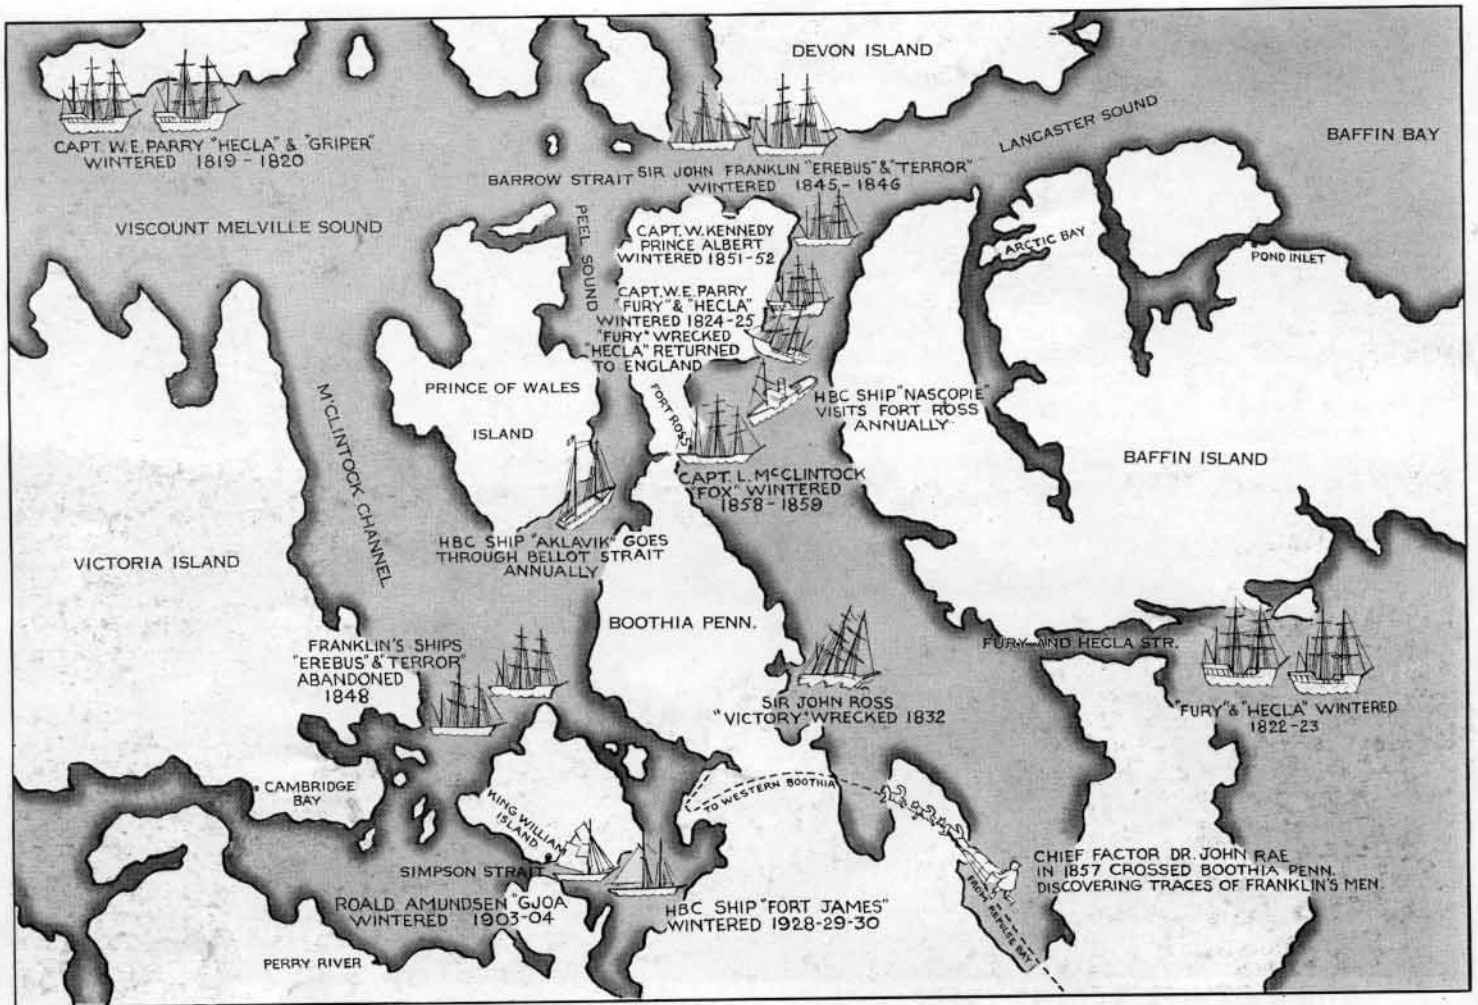 DEVON ISLAND
LANCASTER SOUND
BAFFIN BAY
CAPT. W.E. PARRY "HECLA" & "GRIPER"
WINTERED 1819-1820
BARROW STRAIT
SIR JOHN FRANKLIN "EREBUS" & "TERROR"
WINTERED 1845-1846
VISCOUNT MELVILLE SOUND
PEEL SOUND
CAPT. W. KENNEDY
PRINCE ALBERT
WINTERED 1851-52
ARCTIC BAY
POND INLET
CAPT. W.E. PARRY
"FURY" & "HECLA"
WINTERED 1824-25
"FURY" WRECKED
"HECLA" RETURNED
TO ENGLAND
M'CLINTOCK CHANNEL
PRINCE OF WALES
ISLAND
FORT ROSS
HBC SHIP "NASCOPIE"
VISITS FORT ROSS
ANNUALLY
BAFFIN ISLAND
CAPT. L. McCLINTOCK
"FOX" WINTERED
1858-1859
HBC SHIP "AKLAVIK" GOES
THROUGH BELLOT STRAIT
ANNUALLY
VICTORIA ISLAND
BOOTHIA PENN.
FURY AND HECLA STR.
FRANKLIN'S SHIPS
"EREBUS" & "TERROR"
ABANDONED
1848
SIR JOHN ROSS
"VICTORY" WRECKED 1832
"FURY" & "HECLA" WINTERED
1822-23
CAMBRIDGE
BAY
KING WILLIAM
ISLAND
TO WESTERN BOOTHIA
SIMPSON STRAIT
CHIEF FACTOR DR. JOHN RAE
IN 1857 CROSSED BOOTHIA PENN.
DISCOVERING TRACES OF FRANKLIN'S MEN.
FROM REPULSE BAY
ROALD AMUNDSEN "GJOA
WINTERED 1903-04
HBC SHIP "FORT JAMES"
WINTERED 1928-29-30
PERRY RIVER